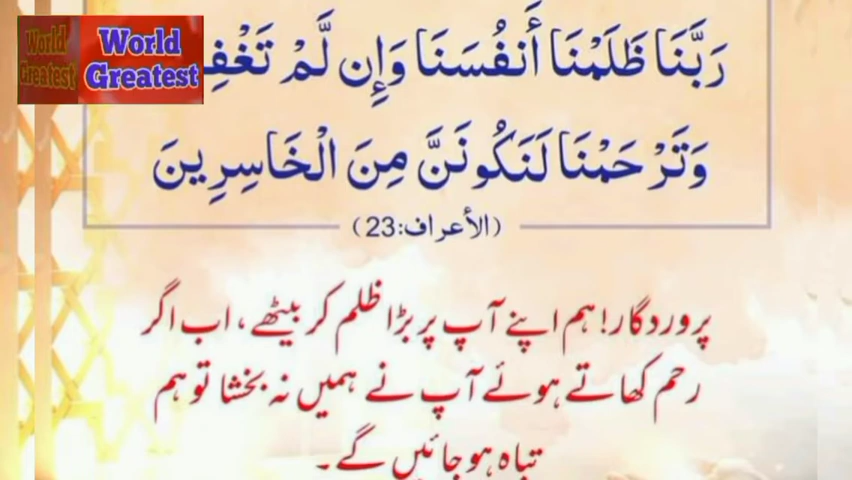 World Greatest
World
Greatest
رَبَّنَا ظَلَمْنَا أَنفُسَنَا وَإِن لَّمْ
وَتَرْحَمْنَا لَنَكُونَنَّ مِنَ الْخَاسِرِينَ
(الأعراف:23)
پروردگار! ہم اپنے آپ پر بڑا ظلم کر بیٹھے، اب اگر
رحم کھاتے ہوئے آپ نے ہمیں نہ بخشا تو ہم
تباہ ہو جائیں گے۔